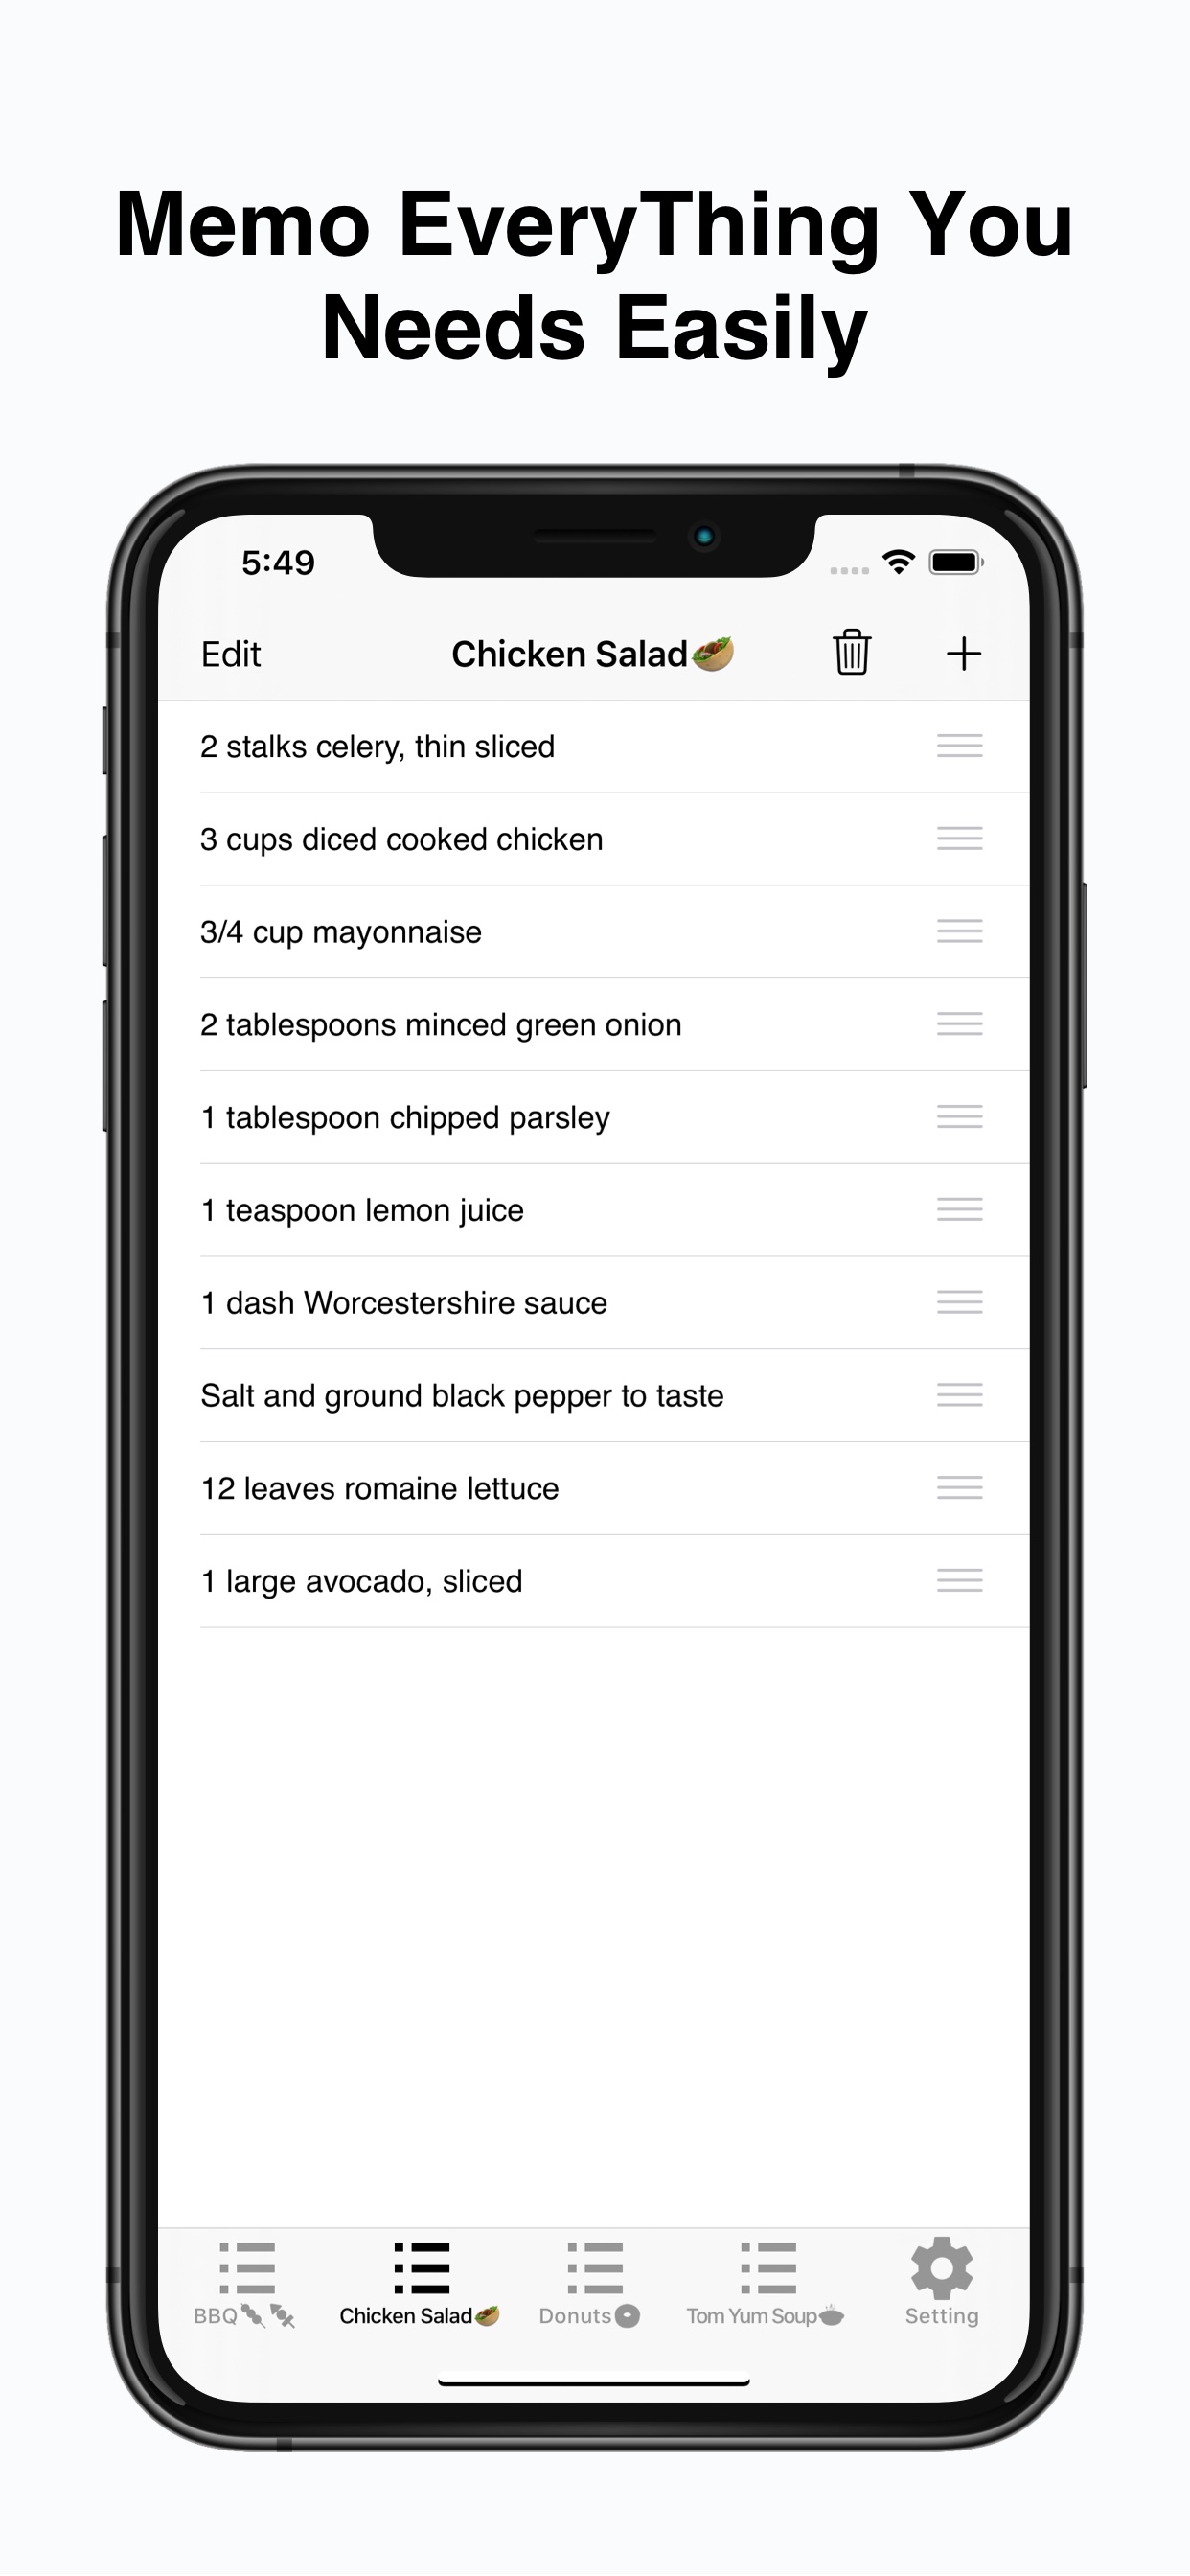 Memo EveryThing You
Needs Easily
5:49
Edit
Chicken Salad🥙
2 stalks celery, thin sliced
3 cups diced cooked chicken
3/4 cup mayonnaise
2 tablespoons minced green onion
1 tablespoon chipped parsley
1 teaspoon lemon juice
1 dash Worcestershire sauce
Salt and ground black pepper to taste
12 leaves romaine lettuce
1 large avocado, sliced
BBQ🍡🍢
Chicken Salad🥙
Donuts🍩
Tom Yum Soup🍲
Setting